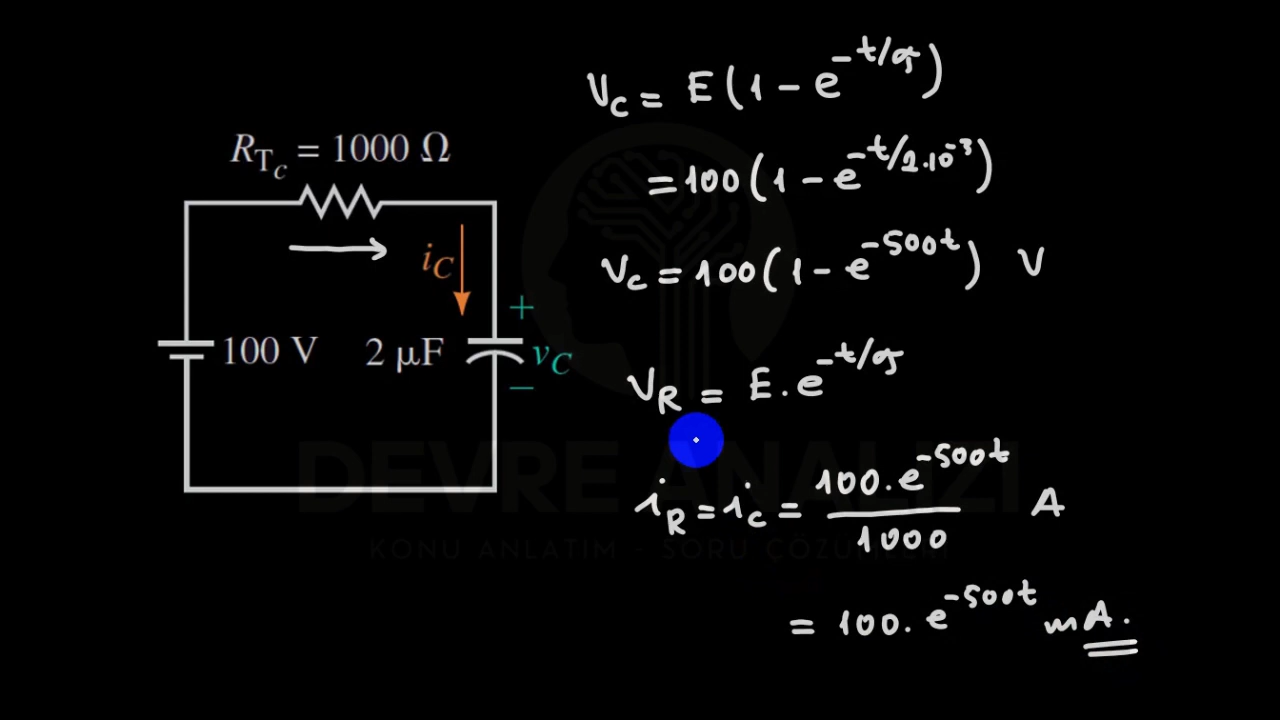 R_Tc = 1000 Ω
i_C
+
100 V
2 μF
v_C
−
V_C = E(1 - e^{-t/τ})
= 100(1 - e^{-t/2.10^{-3}})
V_C = 100(1 - e^{-500t}) V
V_R = E.e^{-t/τ}
i_R = i_C = 100.e^{-500t} / 1000 A
= 100.e^{-500t} mA.
DEVRE ANALİZİ
KONU ANLATIM - SORU ÇÖZÜMLERİ